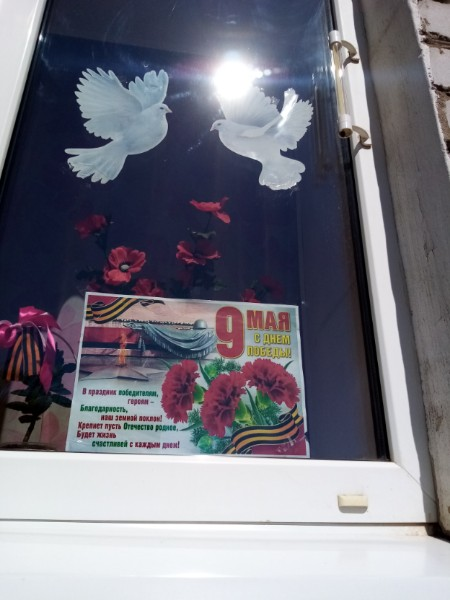 9 МАЯ
С ДНЕМ
ПОБЕДЫ!
В праздник победителям,
героям –
Благодарность,
наш земной поклон!
Крепнет пусть Отечество родное,
Будет жизнь
счастливей с каждым днем!